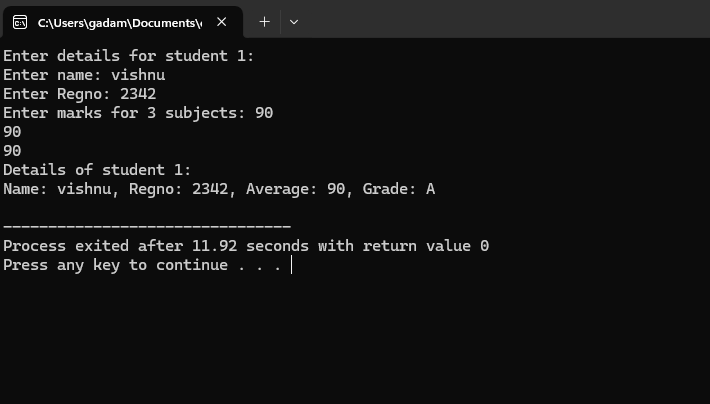 C:\Users\gadam\Documents\
Enter details for student 1:
Enter name: vishnu
Enter Regno: 2342
Enter marks for 3 subjects: 90
90
90
Details of student 1:
Name: vishnu, Regno: 2342, Average: 90, Grade: A
--------------------------------
Process exited after 11.92 seconds with return value 0
Press any key to continue . . .